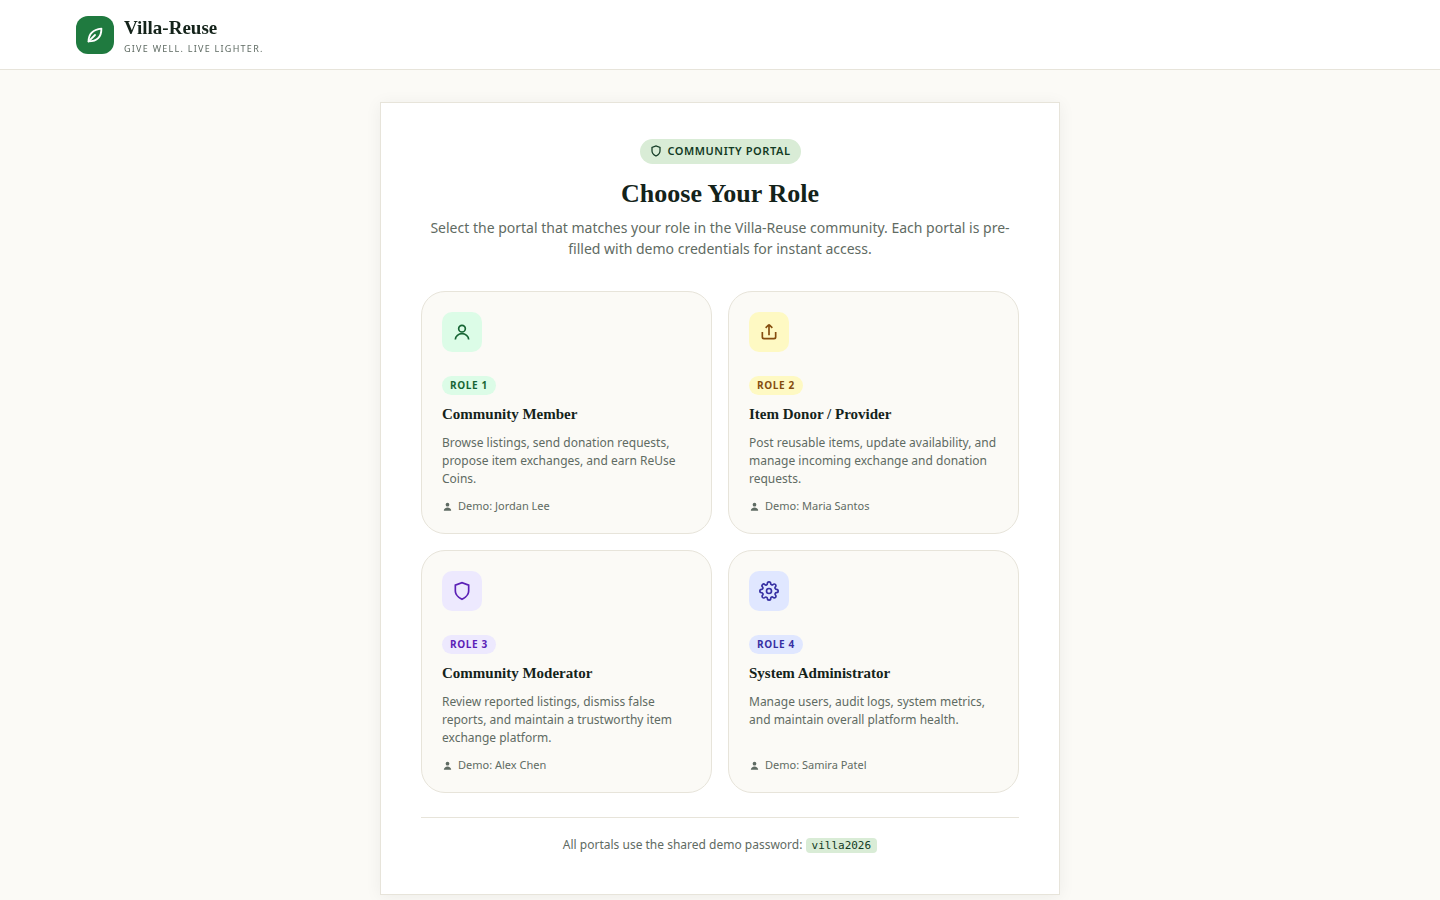 Villa-Reuse
GIVE WELL. LIVE LIGHTER.
COMMUNITY PORTAL
Choose Your Role
Select the portal that matches your role in the Villa-Reuse community. Each portal is pre-
filled with demo credentials for instant access.
ROLE 1
Community Member
Browse listings, send donation requests,
propose item exchanges, and earn ReUse
Coins.
Demo: Jordan Lee
ROLE 2
Item Donor / Provider
Post reusable items, update availability, and
manage incoming exchange and donation
requests.
Demo: Maria Santos
ROLE 3
Community Moderator
Review reported listings, dismiss false
reports, and maintain a trustworthy item
exchange platform.
Demo: Alex Chen
ROLE 4
System Administrator
Manage users, audit logs, system metrics,
and maintain overall platform health.
Demo: Samira Patel
All portals use the shared demo password: villa2026